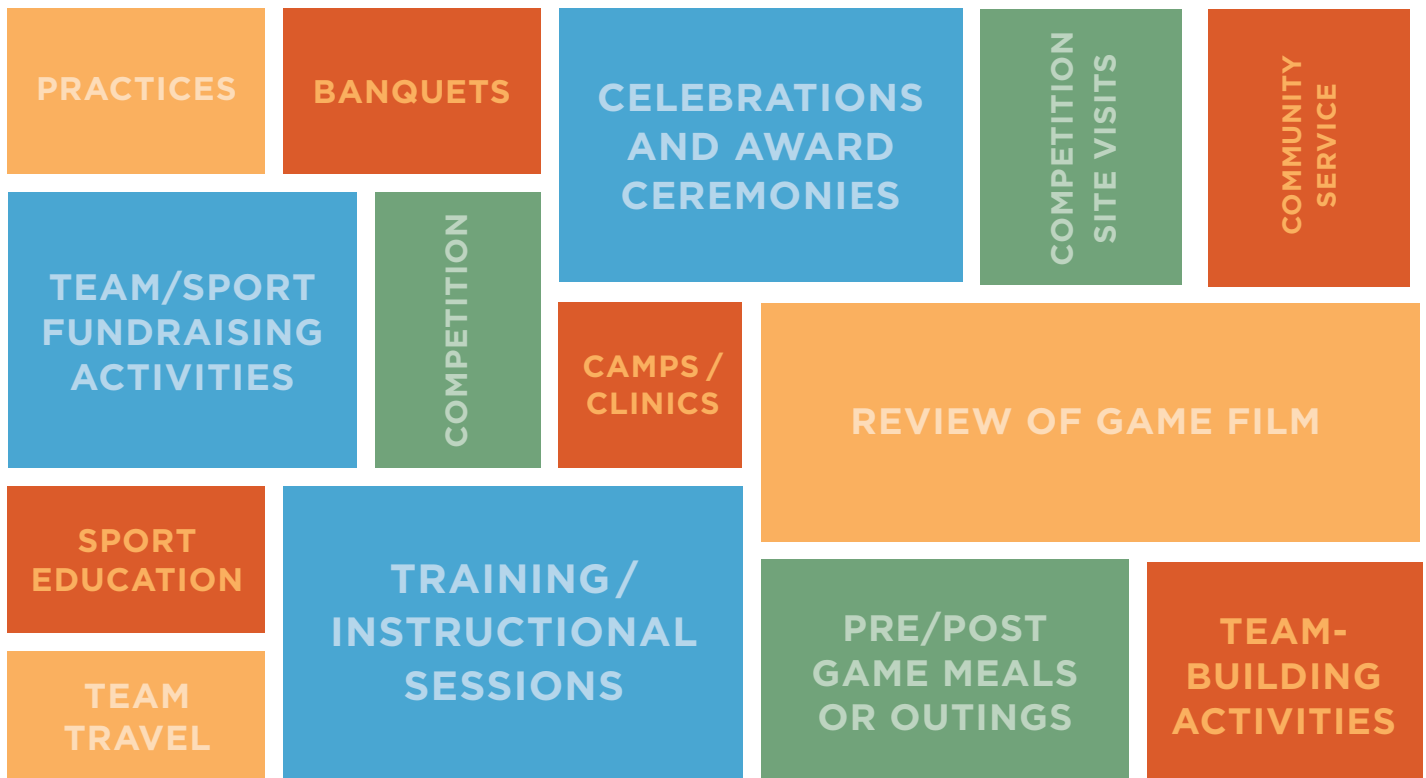 PRACTICES
BANQUETS
CELEBRATIONS
AND AWARD
CEREMONIES
COMPETITION
SITE VISITS
COMMUNITY
SERVICE
TEAM/SPORT
FUNDRAISING
ACTIVITIES
COMPETITION
CAMPS /
CLINICS
REVIEW OF GAME FILM
SPORT
EDUCATION
TRAINING /
INSTRUCTIONAL
SESSIONS
PRE/POST
GAME MEALS
OR OUTINGS
TEAM-
BUILDING
ACTIVITIES
TEAM
TRAVEL